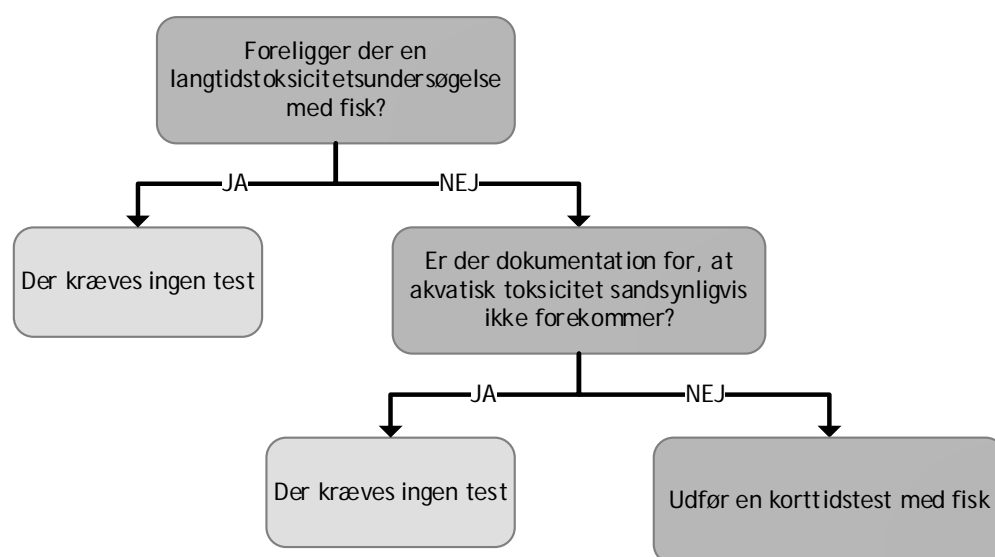 Foreligger der en
langtidstoksicitetsundersøgelse
med fisk?
JA
NEJ
Der kræves ingen test
Er der dokumentation for, at
akvatisk toksicitet sandsynligvis
ikke forekommer?
JA
NEJ
Der kræves ingen test
Udfør en korttidstest med fisk